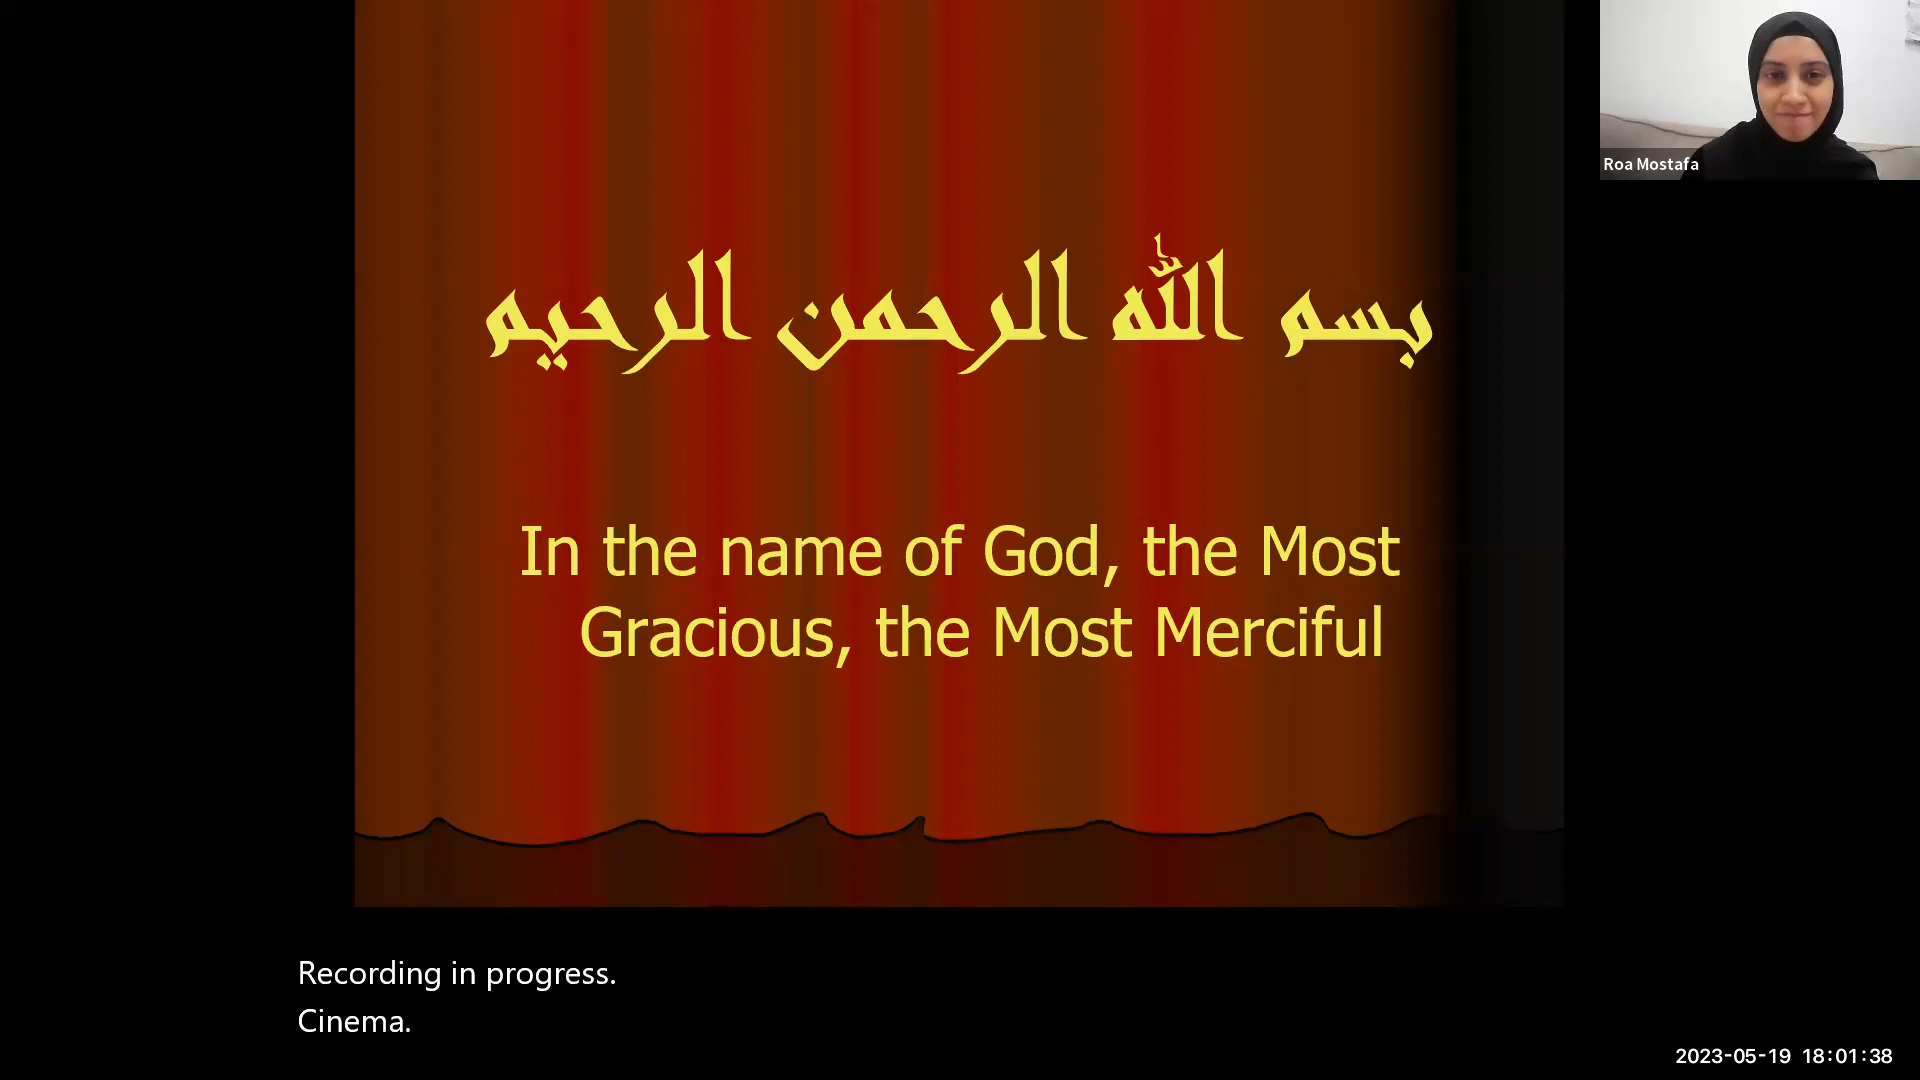 بسم الله الرحمن الرحيم
In the name of God, the Most
Gracious, the Most Merciful
Roa Mostafa
Recording in progress.
Cinema.
2023-05-19 18:01:38